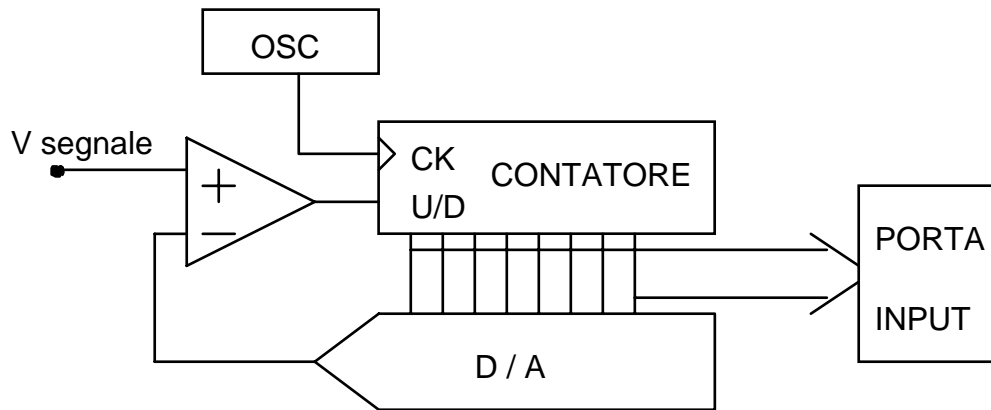 OSC
V segnale
CK
CONTATORE
U/D
+
−
PORTA
INPUT
D / A